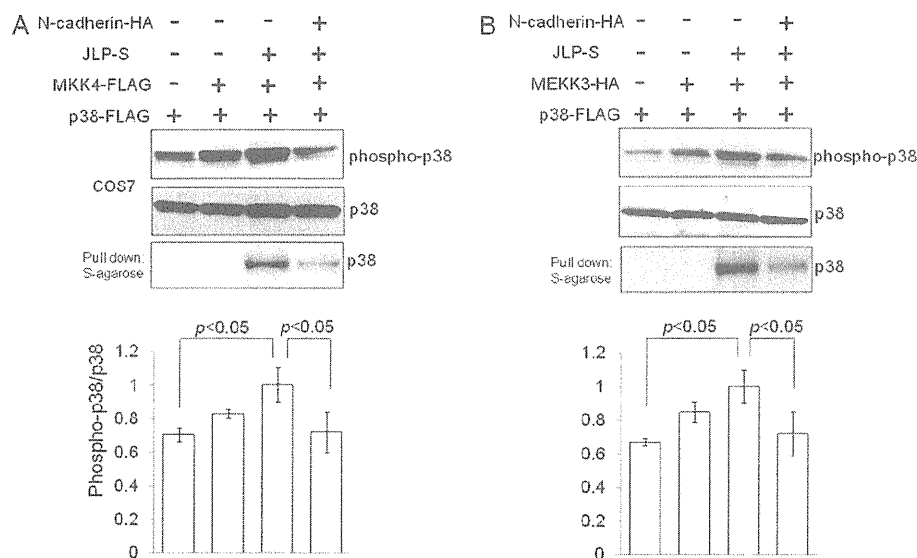 A
N-cadherin-HA - - - +
JLP-S - - + +
MKK4-FLAG - + + +
p38-FLAG + + + +
COS7
phospho-p38
p38
Pull down:
S-agarose
p38
p<0.05
p<0.05
Phospho-p38/p38
1.2
1
0.8
0.6
0.4
0.2
0
B
N-cadherin-HA - - - +
JLP-S - - + +
MEKK3-HA - + + +
p38-FLAG + + + +
phospho-p38
p38
Pull down:
S-agarose
p38
p<0.05
p<0.05
1.2
1
0.8
0.6
0.4
0.2
0